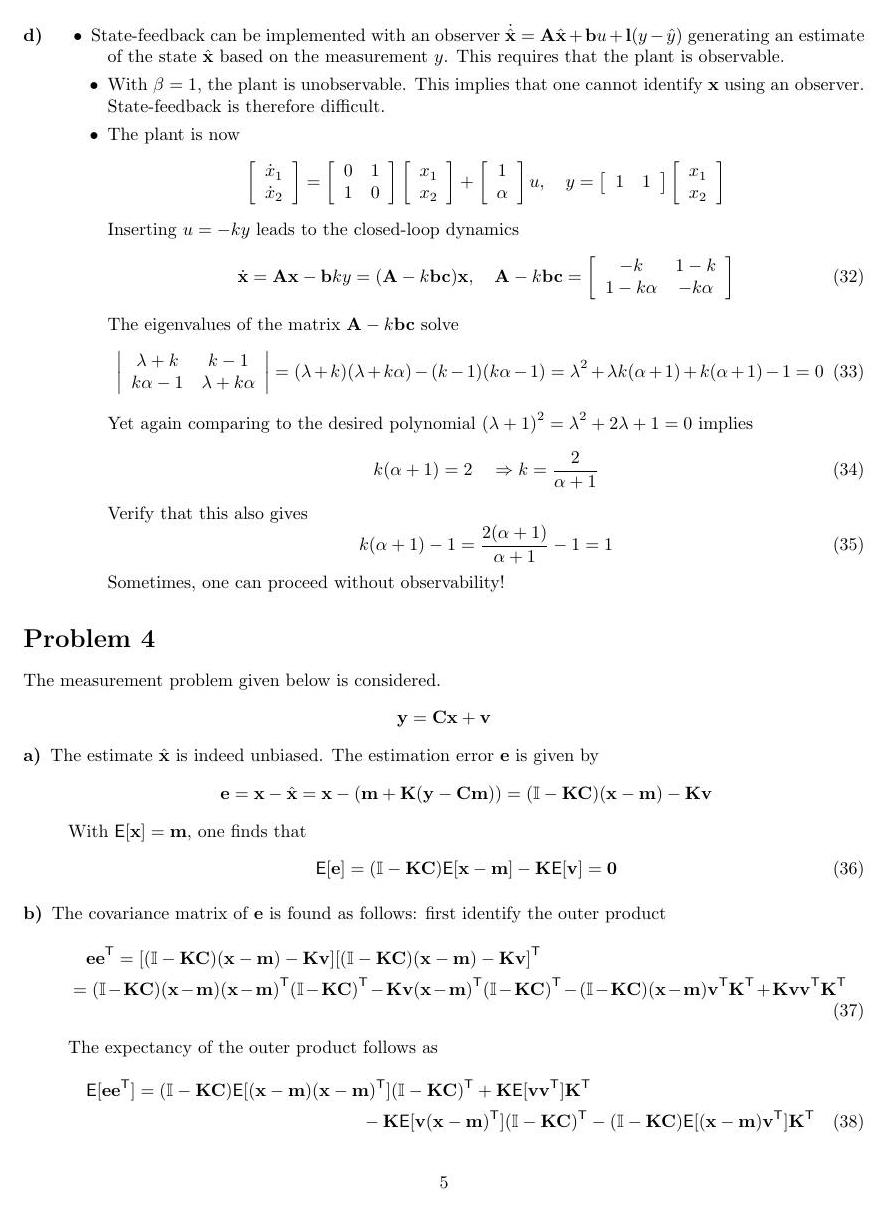 d) • State-feedback can be implemented with an observer x̂̇ = Ax̂ + bu + l(y − ŷ) generating an estimate
of the state x̂ based on the measurement y. This requires that the plant is observable.
• With β = 1, the plant is unobservable. This implies that one cannot identify x using an observer.
State-feedback is therefore difficult.
• The plant is now
[ ẋ₁ ; ẋ₂ ] = [ 0 1 ; 1 0 ] [ x₁ ; x₂ ] + [ 1 ; α ] u, y = [ 1 1 ] [ x₁ ; x₂ ]
Inserting u = −ky leads to the closed-loop dynamics
ẋ = Ax − bky = (A − kbc)x, A − kbc = [ −k 1 − k ; 1 − kα −kα ] (32)
The eigenvalues of the matrix A − kbc solve
| λ + k k − 1 ; kα − 1 λ + kα | = (λ+k)(λ+kα) − (k−1)(kα−1) = λ² + λk(α+1) + k(α+1) − 1 = 0 (33)
Yet again comparing to the desired polynomial (λ + 1)² = λ² + 2λ + 1 = 0 implies
k(α + 1) = 2 ⇒ k = 2/(α + 1) (34)
Verify that this also gives
k(α + 1) − 1 = 2(α + 1)/(α + 1) − 1 = 1 (35)
Sometimes, one can proceed without observability!
Problem 4
The measurement problem given below is considered.
y = Cx + v
a) The estimate x̂ is indeed unbiased. The estimation error e is given by
e = x − x̂ = x − (m + K(y − Cm)) = (𝕀 − KC)(x − m) − Kv
With E[x] = m, one finds that
E[e] = (𝕀 − KC)E[x − m] − KE[v] = 0 (36)
b) The covariance matrix of e is found as follows: first identify the outer product
eeᵀ = [(𝕀 − KC)(x − m) − Kv][(𝕀 − KC)(x − m) − Kv]ᵀ
= (𝕀−KC)(x−m)(x−m)ᵀ(𝕀−KC)ᵀ − Kv(x−m)ᵀ(𝕀−KC)ᵀ − (𝕀−KC)(x−m)vᵀKᵀ + KvvᵀKᵀ
(37)
The expectancy of the outer product follows as
E[eeᵀ] = (𝕀 − KC)E[(x − m)(x − m)ᵀ](𝕀 − KC)ᵀ + KE[vvᵀ]Kᵀ
− KE[v(x − m)ᵀ](𝕀 − KC)ᵀ − (𝕀 − KC)E[(x − m)vᵀ]Kᵀ (38)
5